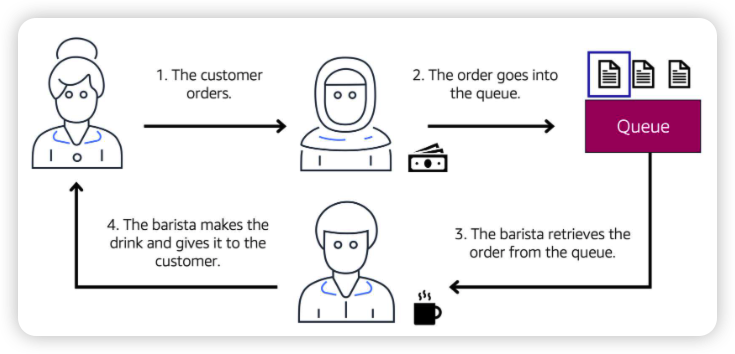 1. The customer
orders.
2. The order goes into
the queue.
Queue
3. The barista retrieves the
order from the queue.
4. The barista makes the
drink and gives it to the
customer.